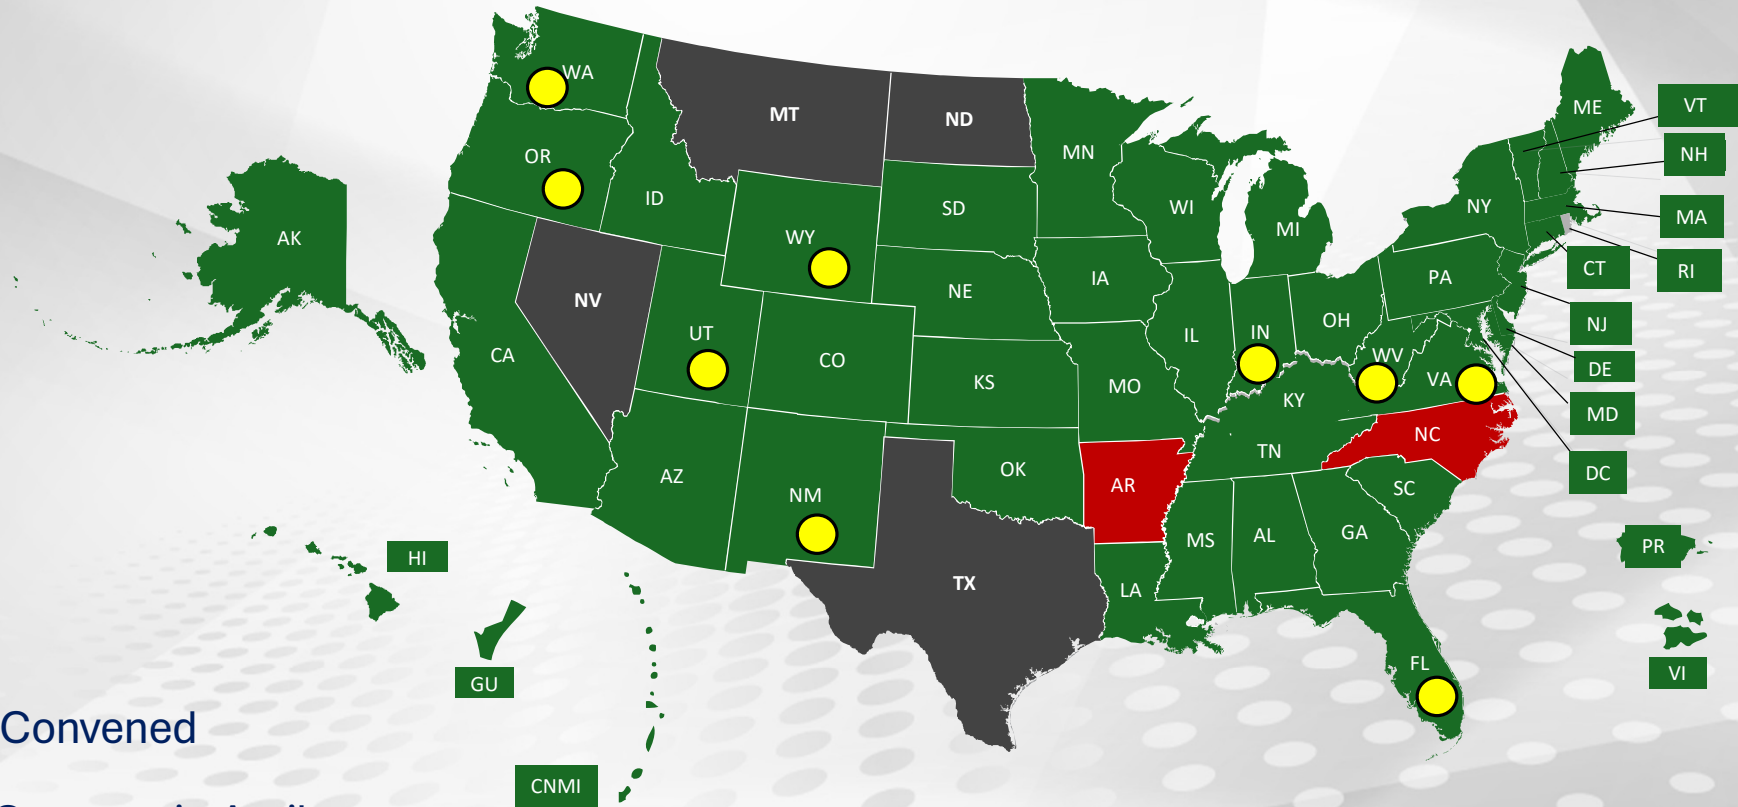 WA
MT
ND
MN
ME
VT
OR
NH
ID
SD
WI
NY
MA
AK
WY
MI
CT
RI
NV
NE
IA
PA
UT
CA
CO
IL
IN
OH
NJ
KS
MO
WV
VA
DE
KY
MD
AZ
NM
OK
AR
TN
NC
DC
SC
MS
AL
GA
HI
TX
LA
PR
GU
FL
VI
Convened
CNMI